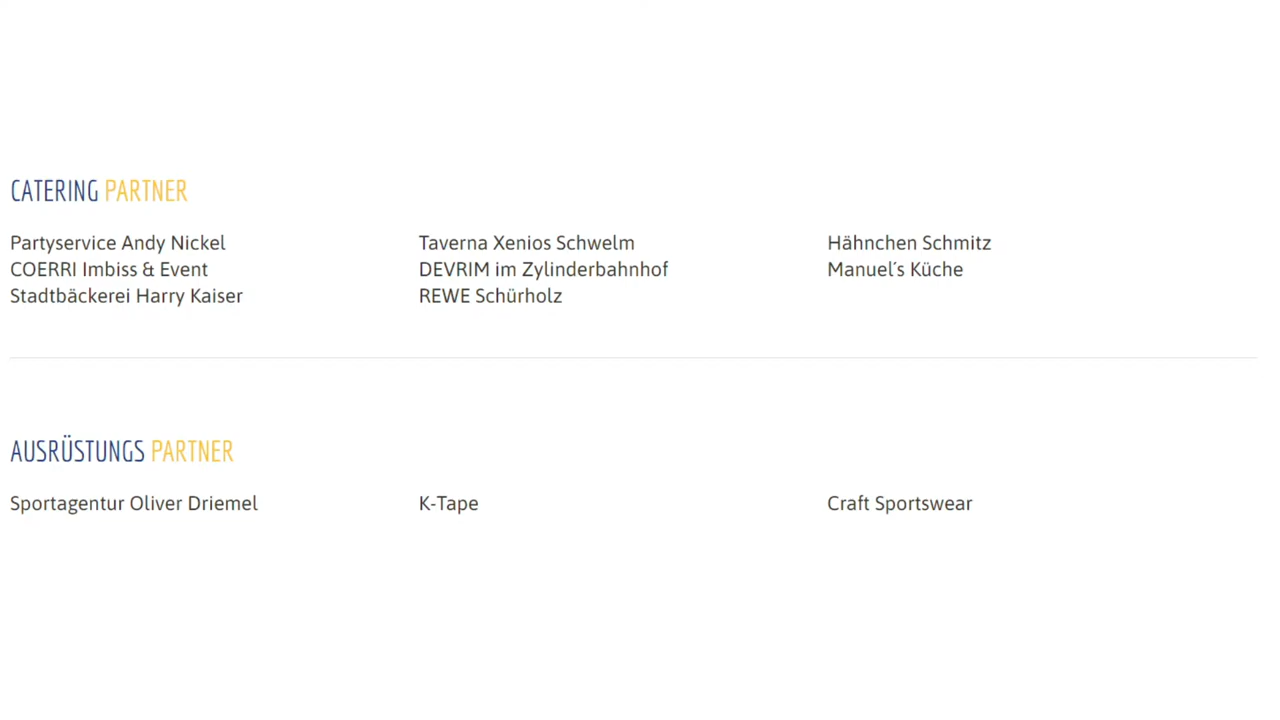 CATERING PARTNER
Partyservice Andy Nickel
COERRI Imbiss & Event
Stadtbäckerei Harry Kaiser
Taverna Xenios Schwelm
DEVRIM im Zylinderbahnhof
REWE Schürholz
Hähnchen Schmitz
Manuel´s Küche
AUSRÜSTUNGS PARTNER
Sportagentur Oliver Driemel
K-Tape
Craft Sportswear